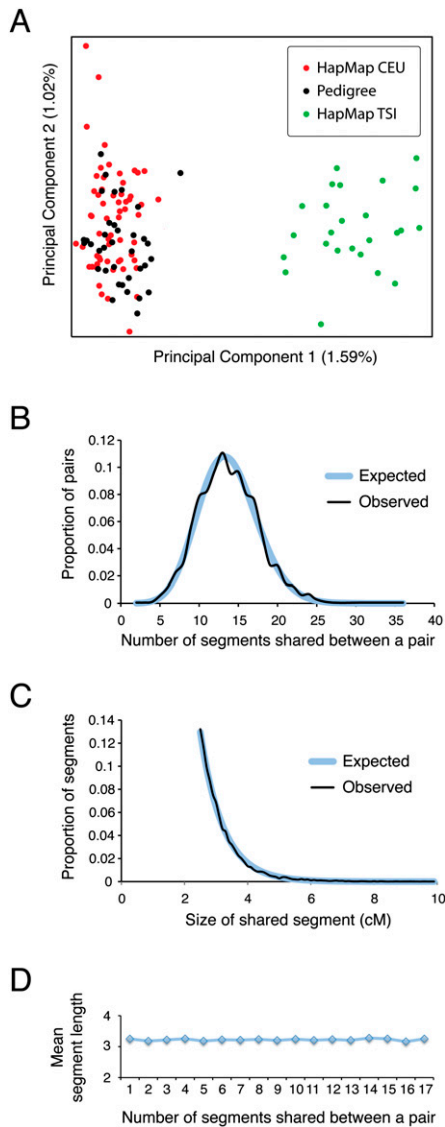 A
Principal Component 2 (1.02%)
HapMap CEU
Pedigree
HapMap TSI
Principal Component 1 (1.59%)
B
Proportion of pairs
0.12
0.1
0.08
0.06
0.04
0.02
0
Expected
Observed
0 5 10 15 20 25 30 35 40
Number of segments shared between a pair
C
Proportion of segments
0.14
0.12
0.1
0.08
0.06
0.04
0.02
0
Expected
Observed
0 2 4 6 8 10
Size of shared segment (cM)
D
Mean
segment length
4
3
2
1 2 3 4 5 6 7 8 9 10 11 12 13 14 15 16 17
Number of segments shared between a pair